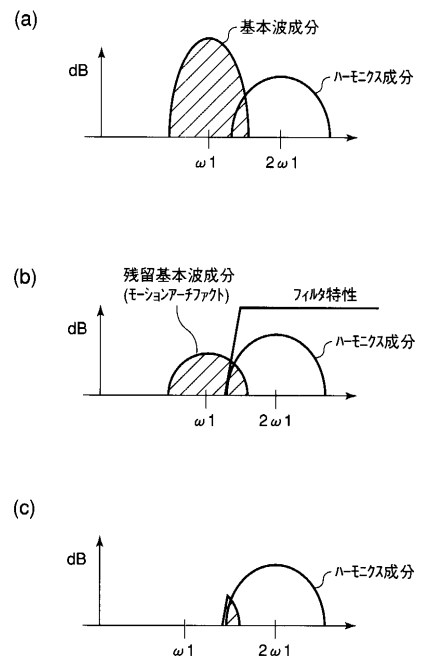 (a)
基本波成分
dB
ハーモニクス成分
ω1
2ω1
(b)
残留基本波成分
(モーションアーチファクト)
フィルタ特性
dB
ハーモニクス成分
ω1
2ω1
(c)
dB
ハーモニクス成分
ω1
2ω1